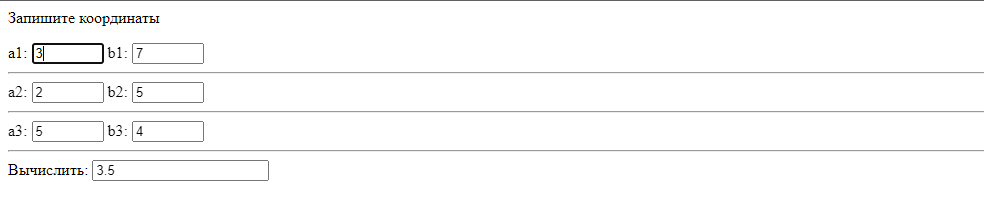 Запишите координаты
a1: 3 b1: 7
a2: 2 b2: 5
a3: 5 b3: 4
Вычислить: 3.5